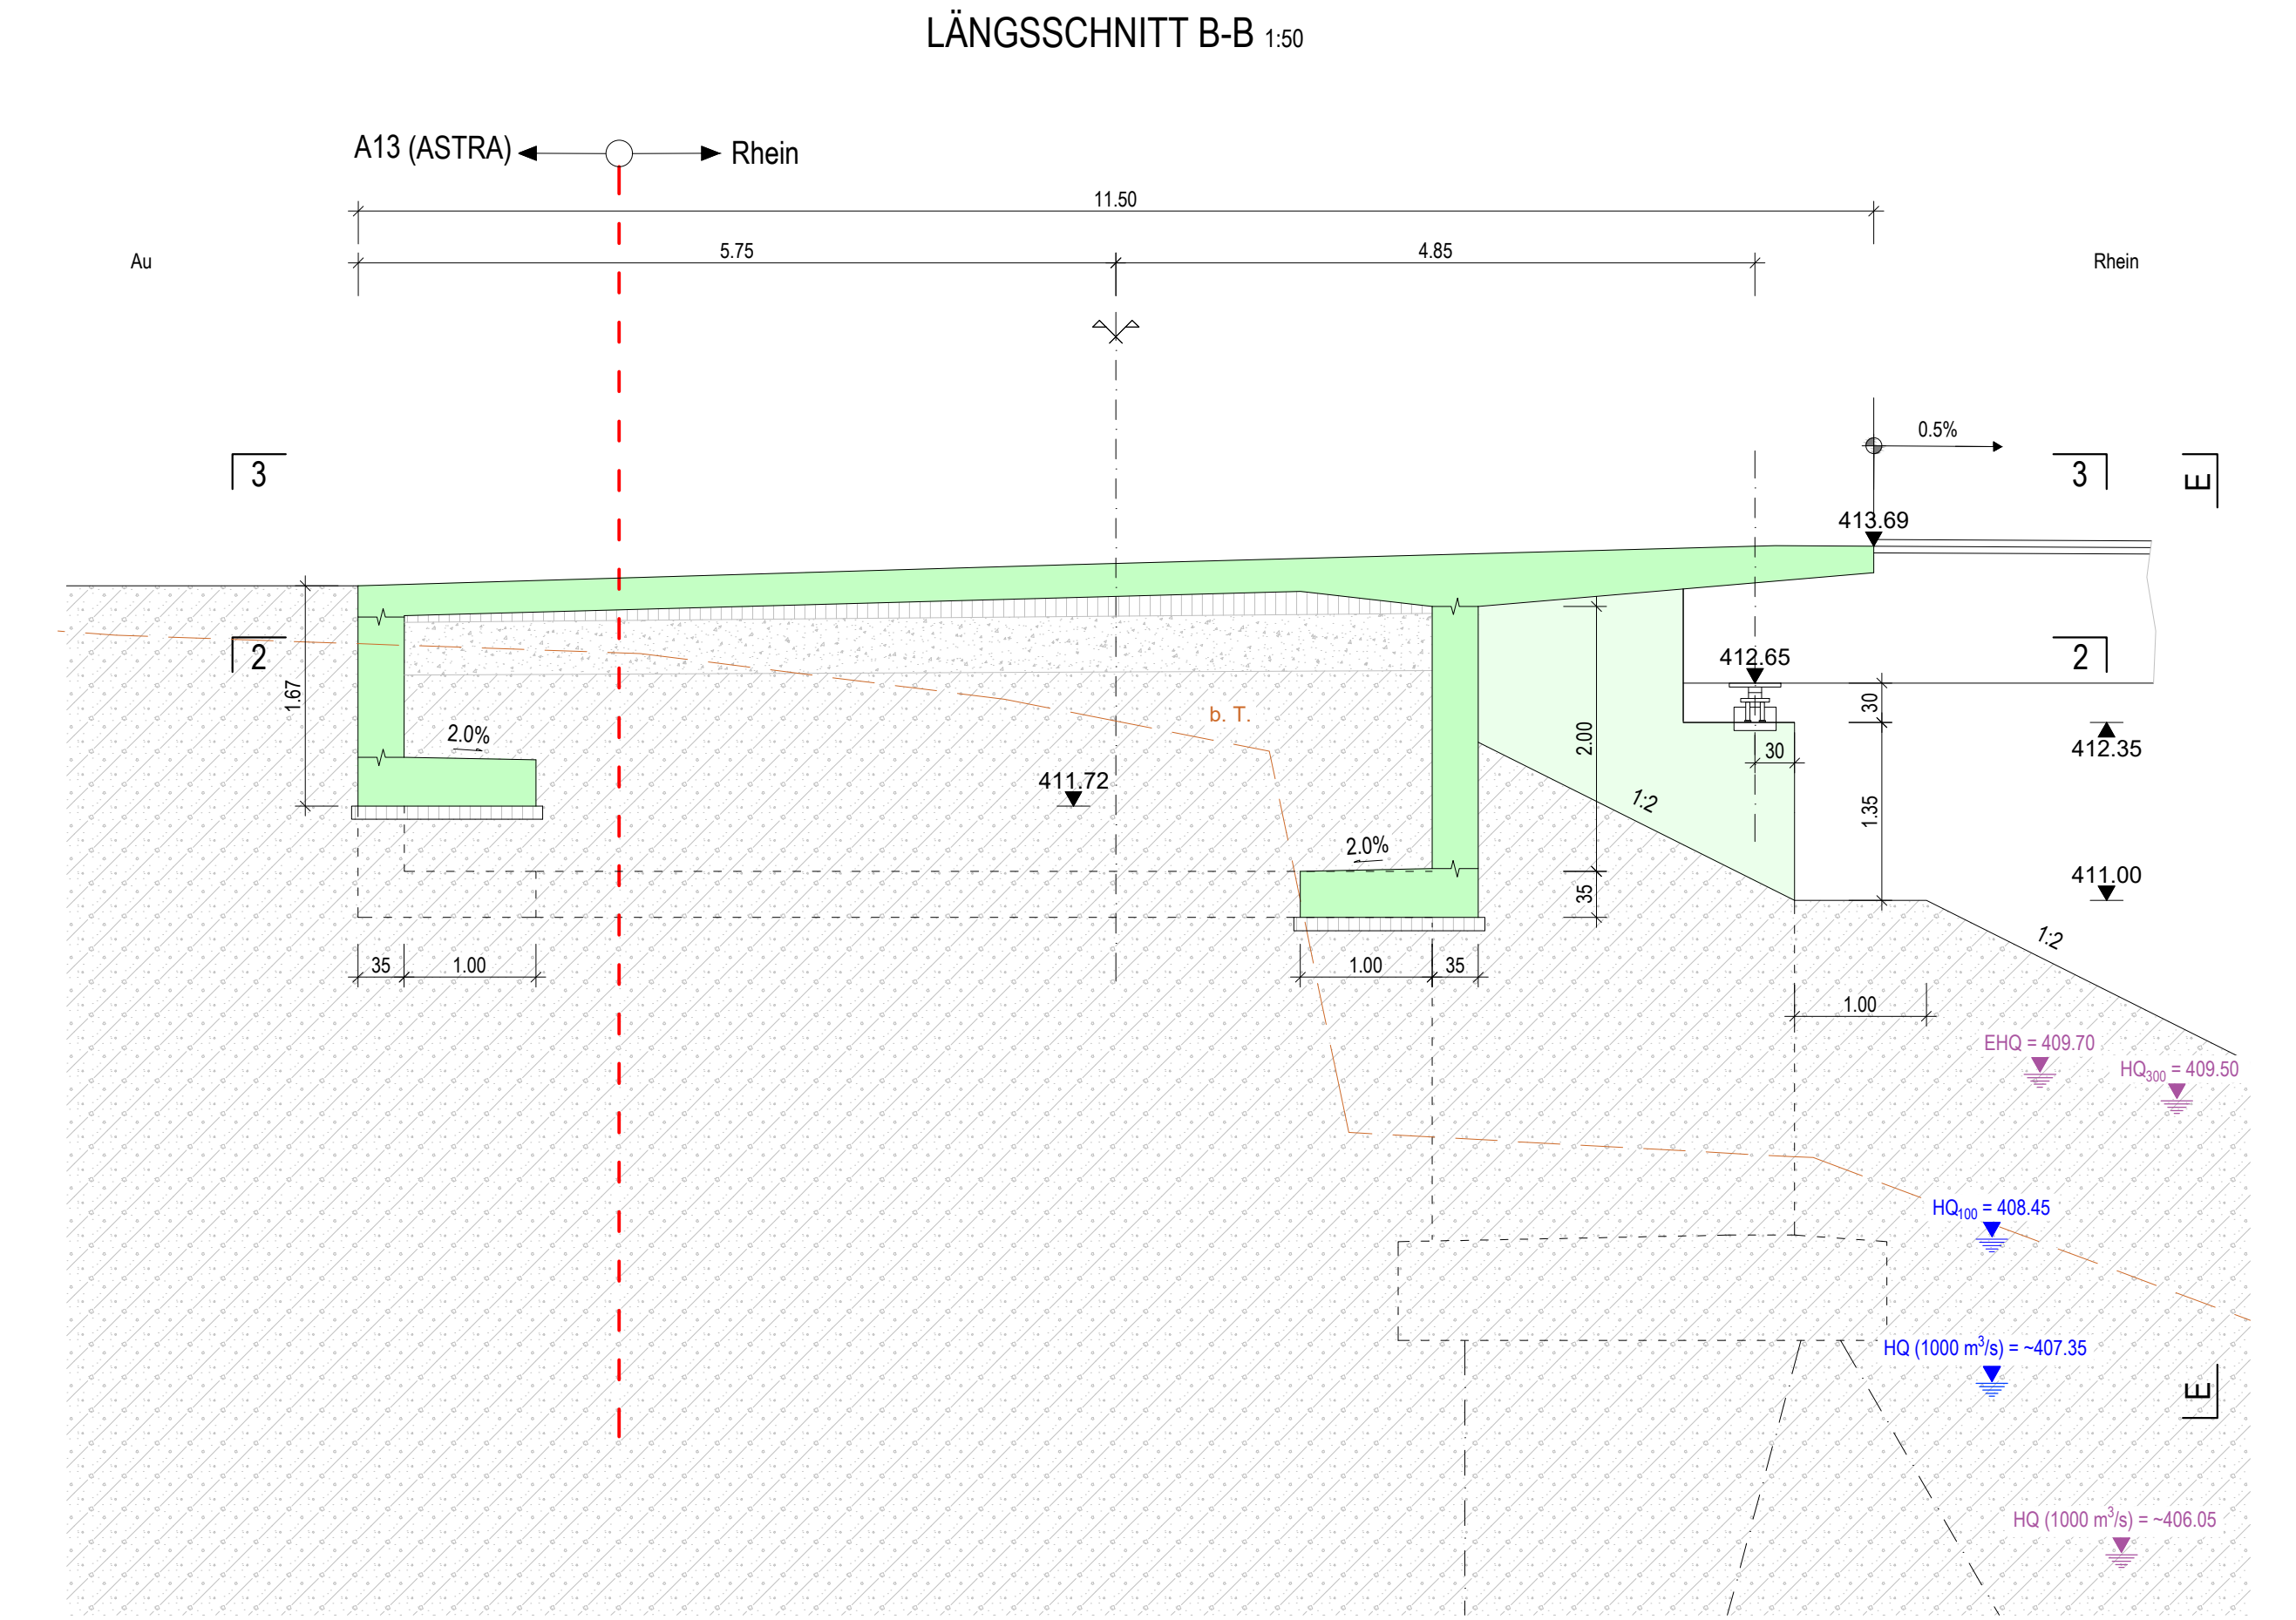 LÄNGSSCHNITT B-B 1:50
A13 (ASTRA)
Rhein
11.50
5.75
4.85
Au
Rhein
0.5%
3
3
E
413.69
2
412.65
2
1.67
b. T.
30
2.0%
2.00
412.35
30
411.72
1:2
1.35
2.0%
411.00
35
1:2
35
1.00
1.00
35
1.00
EHQ = 409.70
HQ300 = 409.50
HQ100 = 408.45
HQ (1000 m³/s) = ~407.35
E
HQ (1000 m³/s) = ~406.05